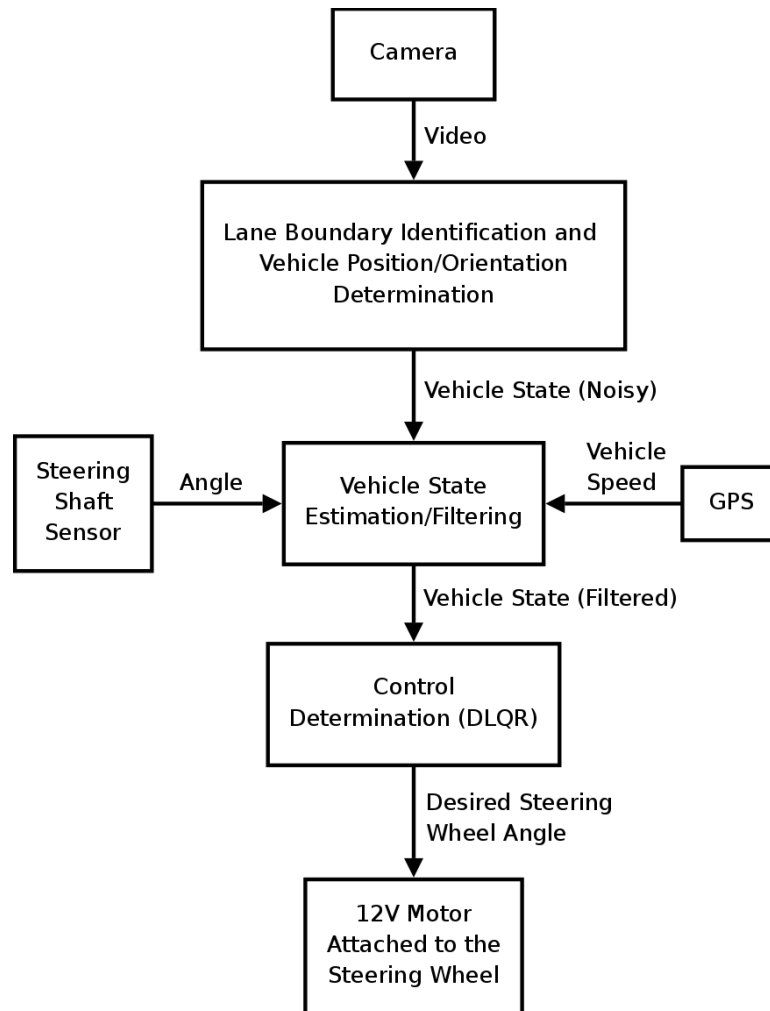 Camera
Video
Lane Boundary Identification and
Vehicle Position/Orientation
Determination
Vehicle State (Noisy)
Steering
Shaft
Sensor
Angle
Vehicle State
Estimation/Filtering
Vehicle
Speed
GPS
Vehicle State (Filtered)
Control
Determination (DLQR)
Desired Steering
Wheel Angle
12V Motor
Attached to the
Steering Wheel